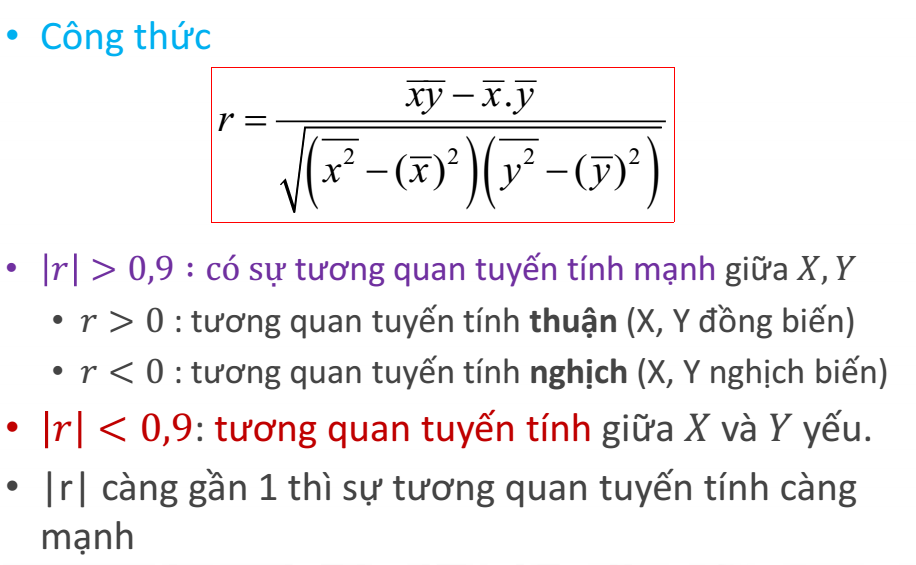 • Công thức
r = \frac{\overline{xy} - \overline{x}.\overline{y}}{\sqrt{\left(\overline{x^2} - (\overline{x})^2\right)\left(\overline{y^2} - (\overline{y})^2\right)}}
• |r| > 0,9 : có sự tương quan tuyến tính mạnh giữa X, Y
• r > 0 : tương quan tuyến tính thuận (X, Y đồng biến)
• r < 0 : tương quan tuyến tính nghịch (X, Y nghịch biến)
• |r| < 0,9: tương quan tuyến tính giữa X và Y yếu.
• |r| càng gần 1 thì sự tương quan tuyến tính càng
mạnh